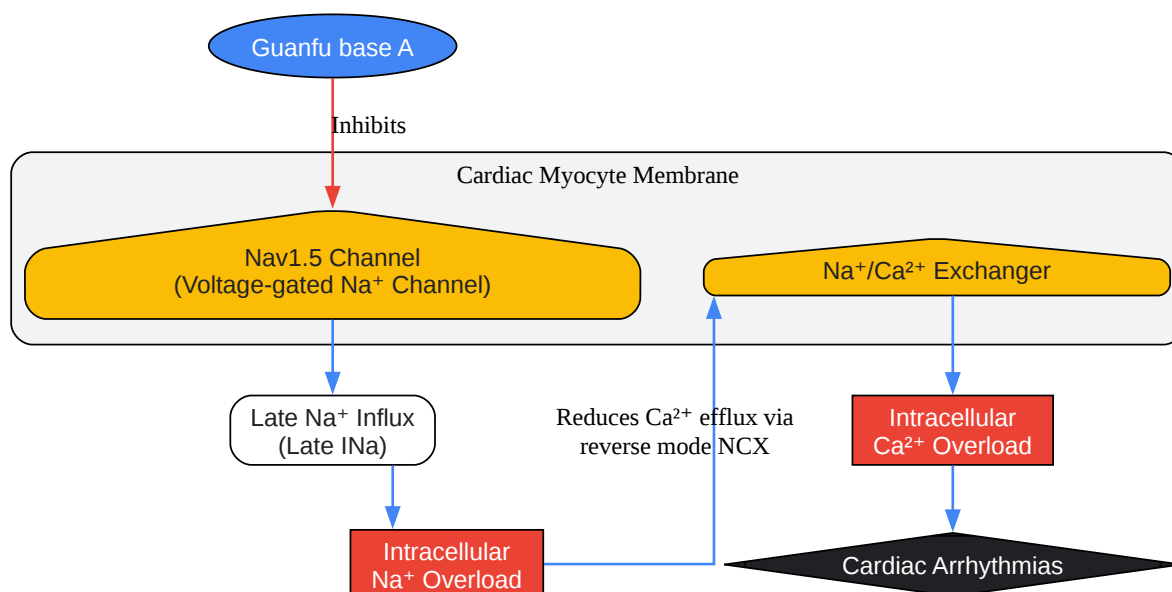 Guanfu base A
Inhibits
Cardiac Myocyte Membrane
Nav1.5 Channel
(Voltage-gated Na⁺ Channel)
Na⁺/Ca²⁺ Exchanger
Late Na⁺ Influx
(Late INa)
Reduces Ca²⁺ efflux via
reverse mode NCX
Intracellular
Ca²⁺ Overload
Intracellular
Na⁺ Overload
Cardiac Arrhythmias